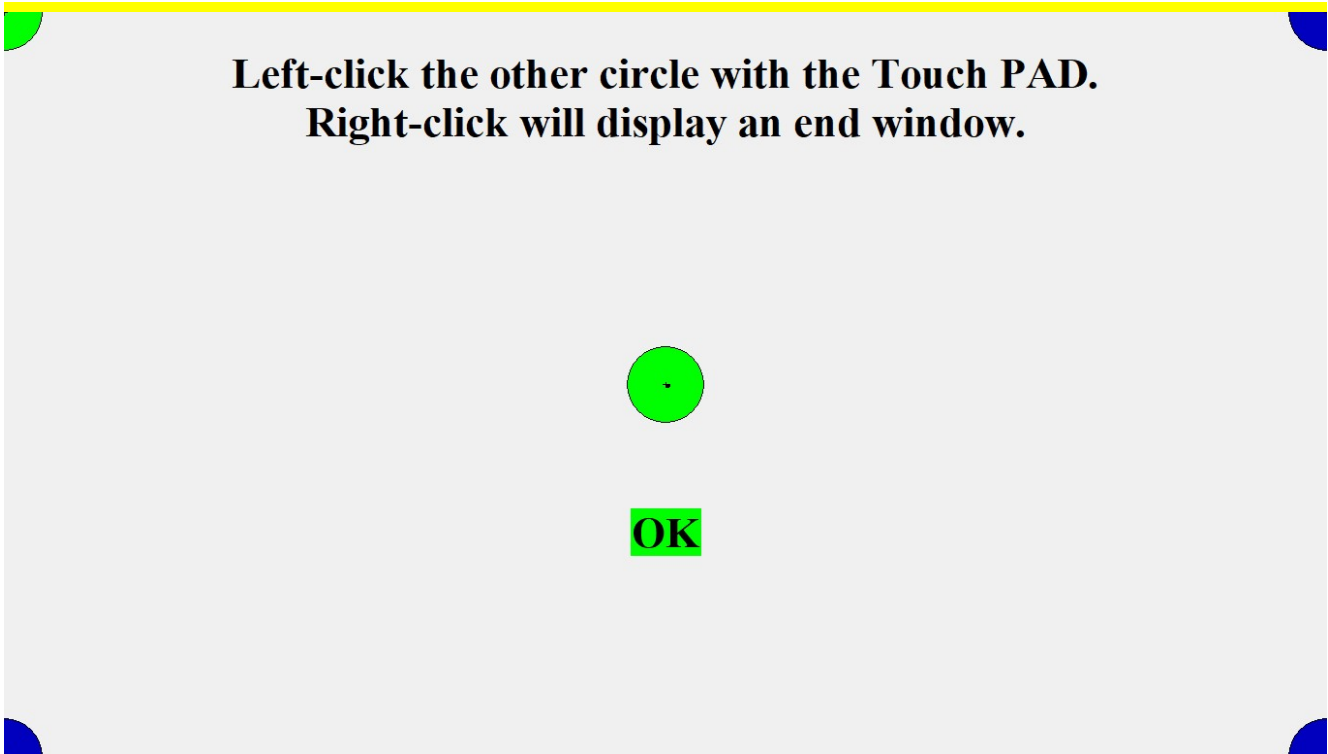 Left-click the other circle with the Touch PAD.
Right-click will display an end window.
OK